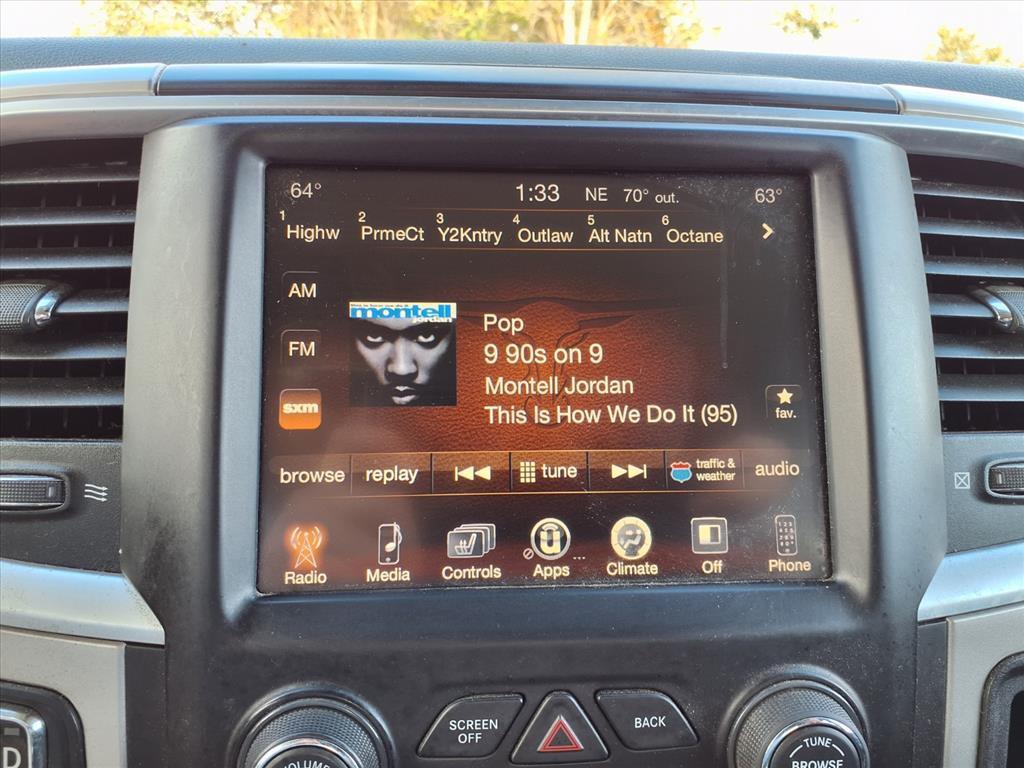 64° 1:33 NE 70° out. 63°
1 Highw 2 PrmeCt 3 Y2Kntry 4 Outlaw 5 Alt Natn 6 Octane
AM
FM
sxm
montell
jordan
Pop
9 90s on 9
Montell Jordan
This Is How We Do It (95)
fav.
browse replay tune traffic & weather audio
Radio Media Controls Apps Climate Off Phone
SCREEN OFF
BACK
VOLUME
TUNE
BROWSE
D